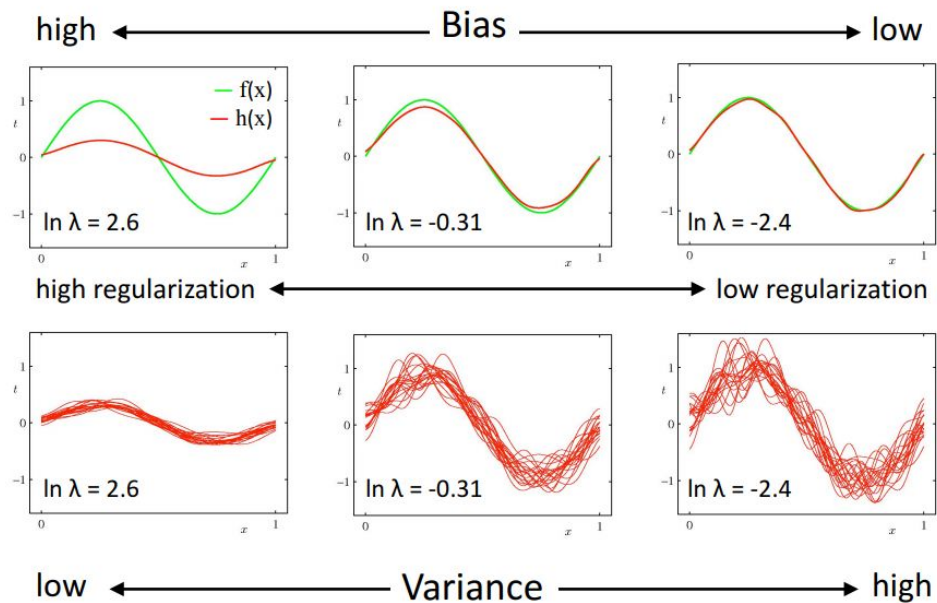 high Bias low
f(x)
h(x)
1
t
0
−1
ln λ = 2.6
0 x 1
1
t
0
−1
ln λ = -0.31
0 x 1
1
t
0
−1
ln λ = -2.4
0 x 1
high regularization low regularization
1
t
0
−1
ln λ = 2.6
0 x 1
1
t
0
−1
ln λ = -0.31
0 x 1
1
t
0
−1
ln λ = -2.4
0 x 1
low Variance high